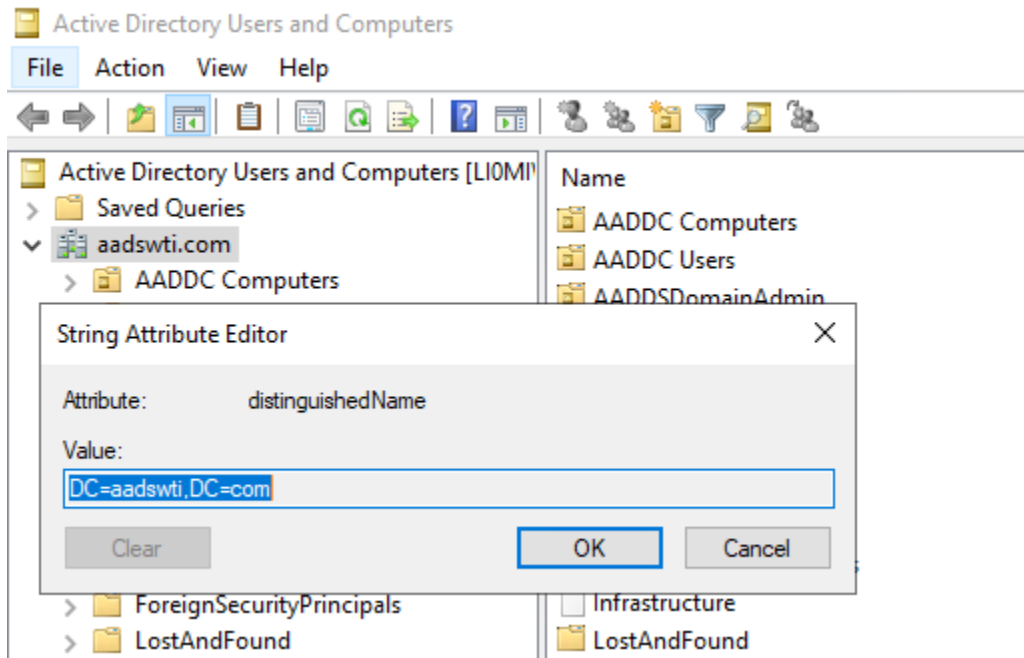 Active Directory Users and Computers
File Action View Help
Active Directory Users and Computers [LI0MI
Saved Queries
aadswti.com
AADDC Computers
Name
AADDC Computers
AADDC Users
AADDSDomainAdmin
String Attribute Editor
Attribute: distinguishedName
Value:
DC=aadswti,DC=com
Clear OK Cancel
ForeignSecurityPrincipals
LostAndFound
Infrastructure
LostAndFound